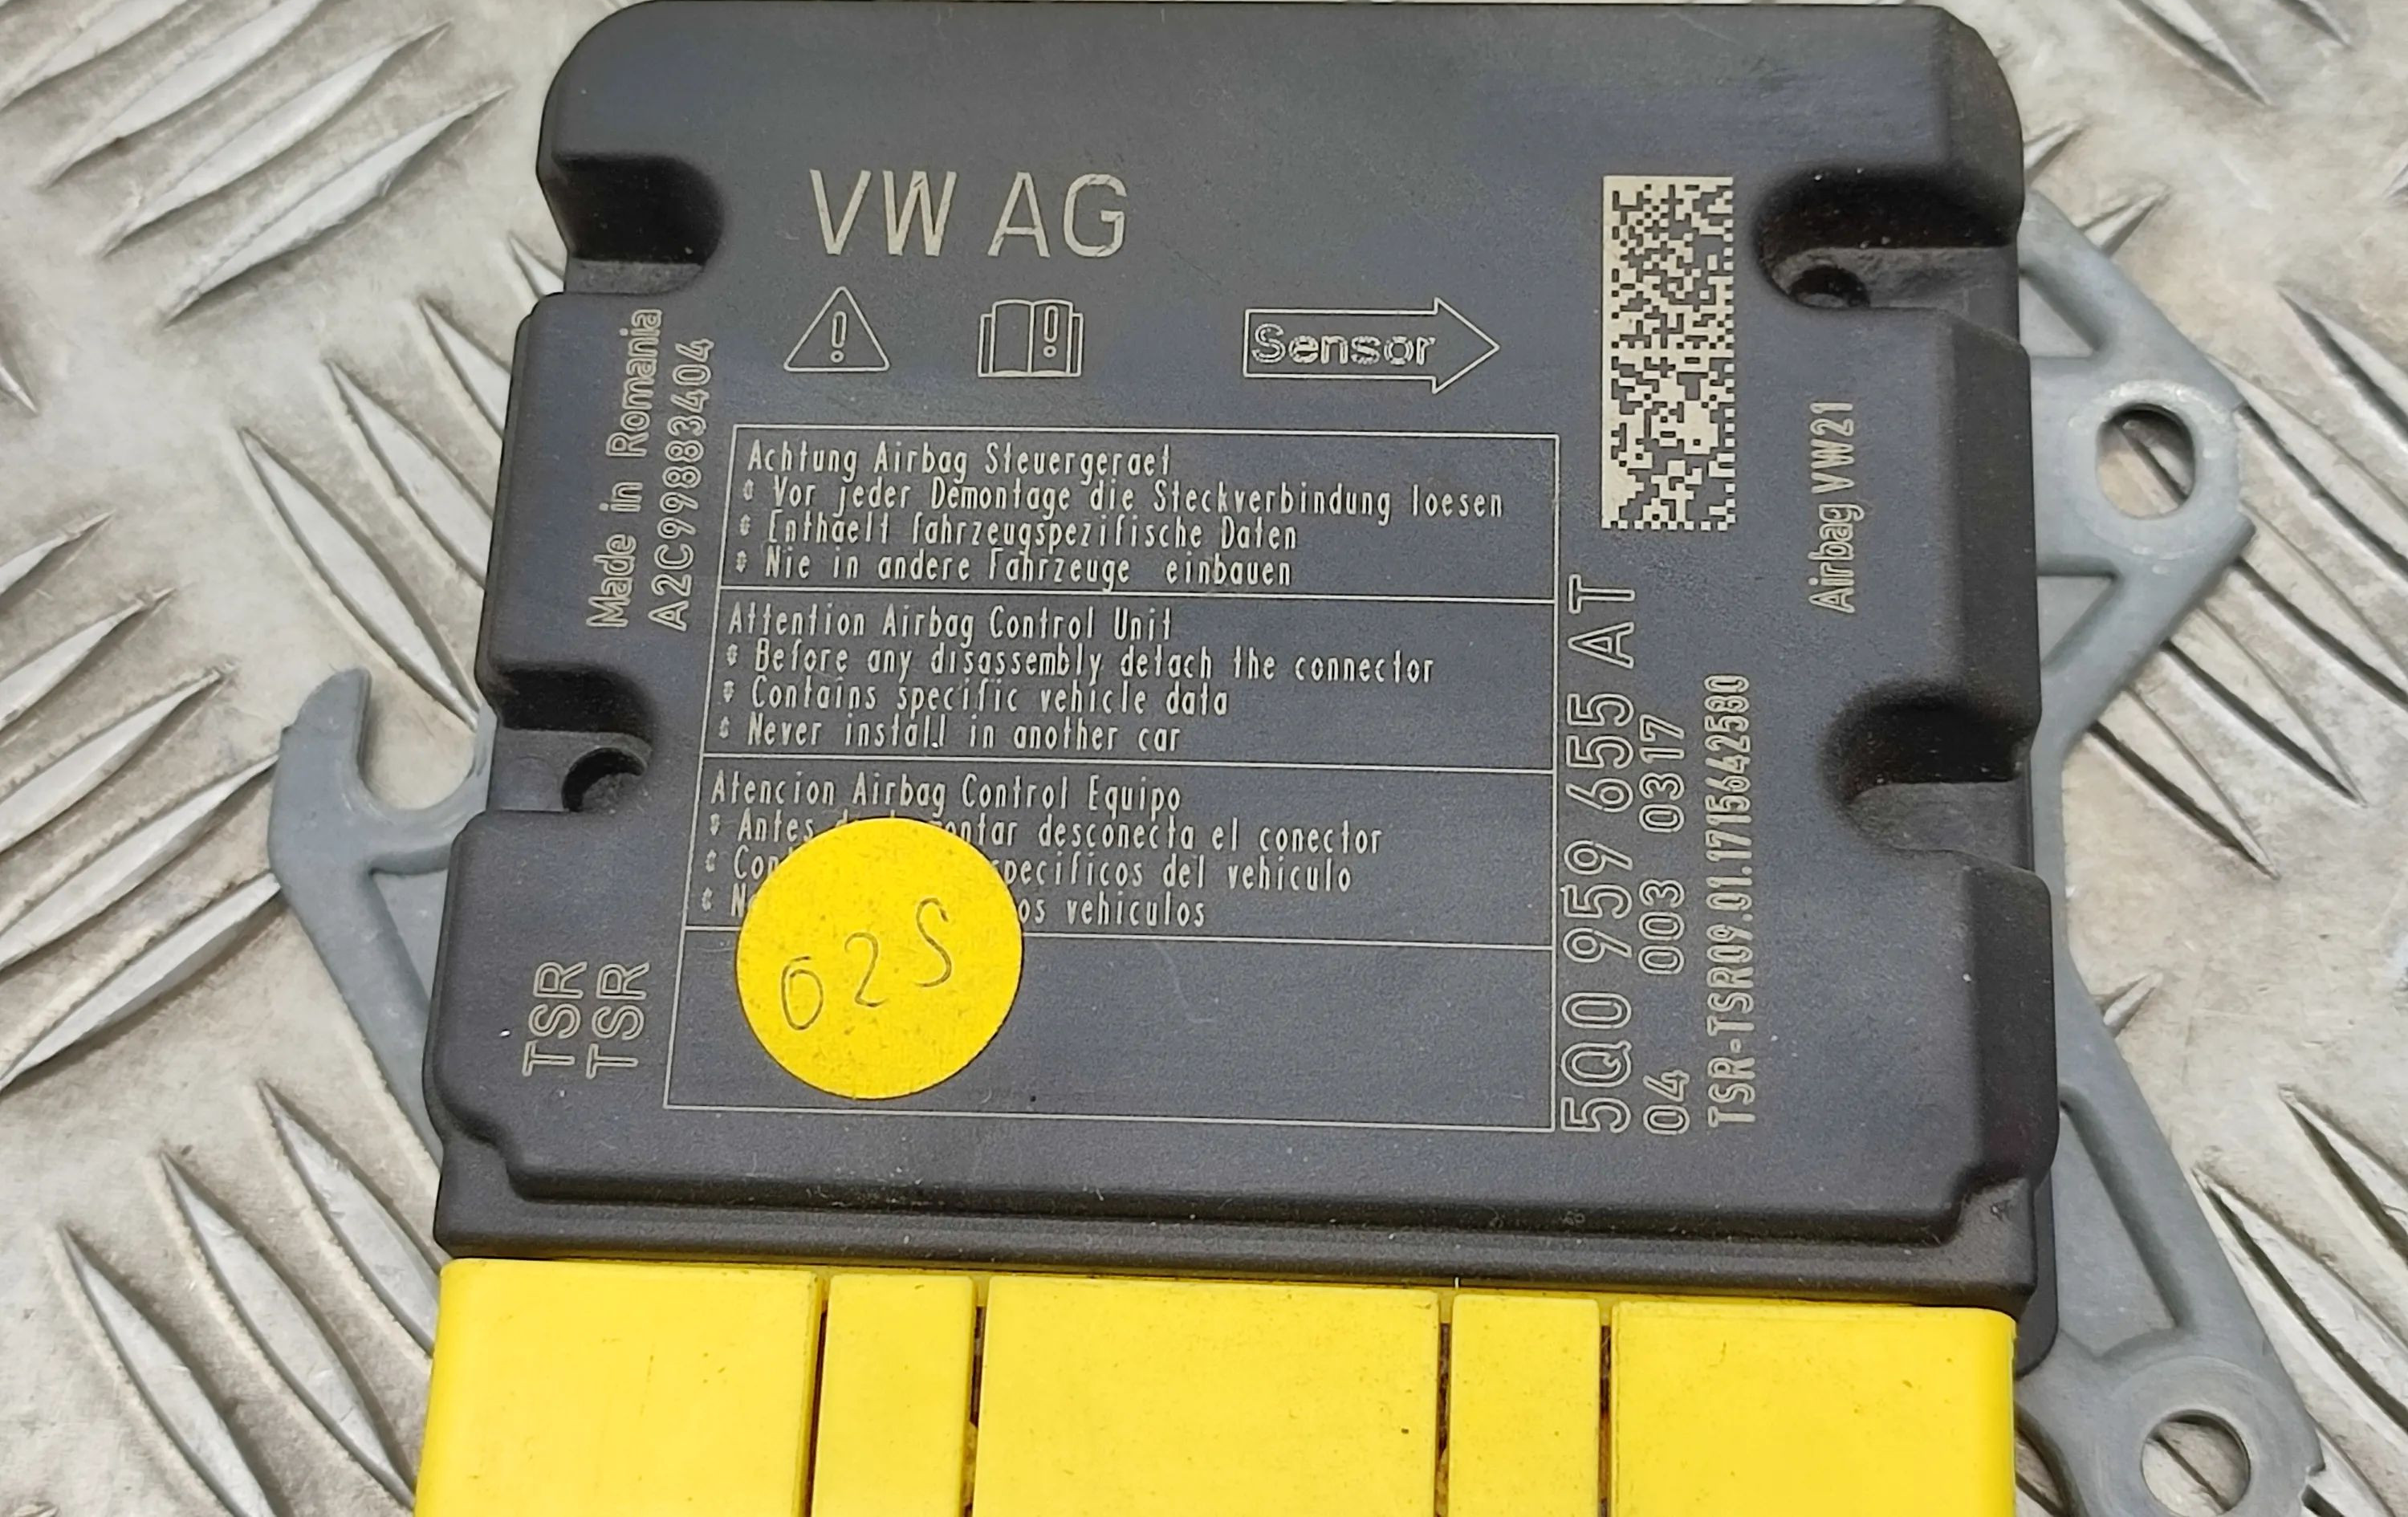 VW AG
Sensor
Made in Romania
A2C99883404
Achtung Airbag Steuergeraet
Vor jeder Demontage die Steckverbindung loesen
Enthaelt fahrzeugspezifische Daten
Nie in andere Fahrzeuge einbauen
Attention Airbag Control Unit
Before any disassembly detach the connector
Contains specific vehicle data
Never install in another car
Atencion Airbag Control Equipo
Antes desconecta el conector
del vehiculo
vehiculos
02S
TSR
TSR
5Q0 959 655 AT
04 003 0317
TSR-TSR09.01.1715642580
Airbag VW21